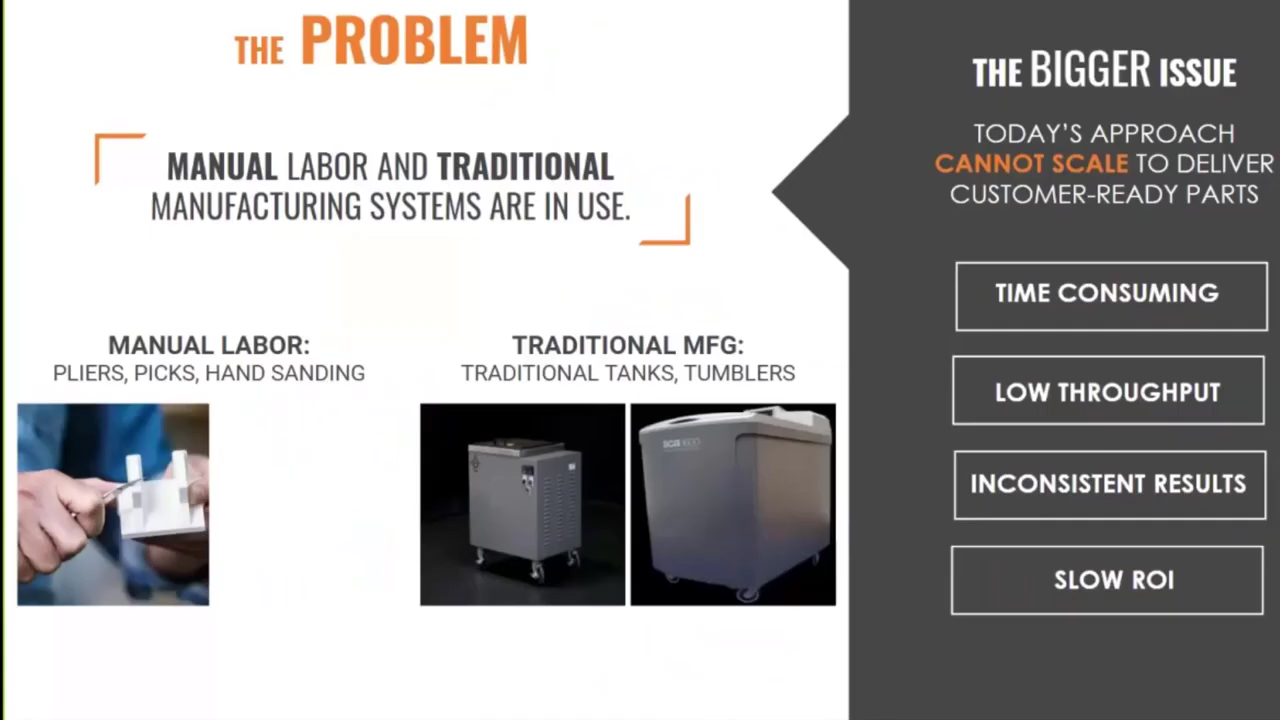 THE PROBLEM
MANUAL LABOR AND TRADITIONAL
MANUFACTURING SYSTEMS ARE IN USE.
MANUAL LABOR:
PLIERS, PICKS, HAND SANDING
TRADITIONAL MFG:
TRADITIONAL TANKS, TUMBLERS
THE BIGGER ISSUE
TODAY'S APPROACH
CANNOT SCALE TO DELIVER
CUSTOMER-READY PARTS
TIME CONSUMING
LOW THROUGHPUT
INCONSISTENT RESULTS
SLOW ROI